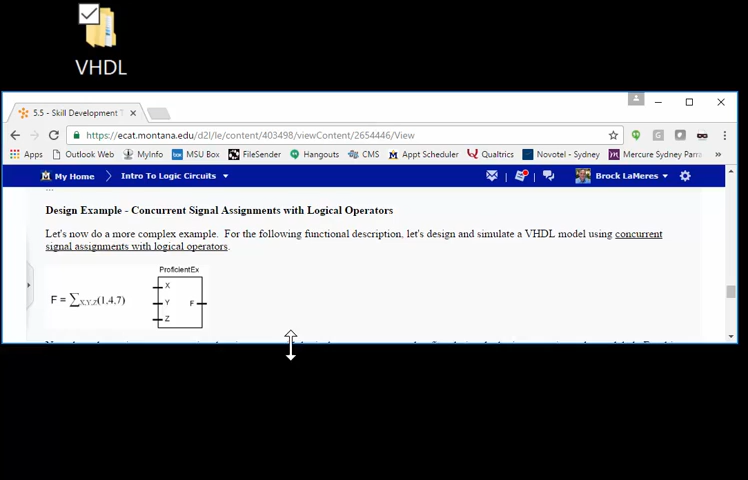 VHDL
5.5 - Skill Development T
https://ecat.montana.edu/d2l/le/content/403498/viewContent/2654446/View
Apps Outlook Web MyInfo MSU Box FileSender Hangouts CMS Appt Scheduler Qualtrics Novotel - Sydney Mercure Sydney Parra »
My Home Intro To Logic Circuits Brock LaMeres
Design Example - Concurrent Signal Assignments with Logical Operators
Let's now do a more complex example. For the following functional description, let's design and simulate a VHDL model using concurrent
signal assignments with logical operators.
ProficientEx
F = ∑X,Y,Z(1,4,7)
X
Y F
Z